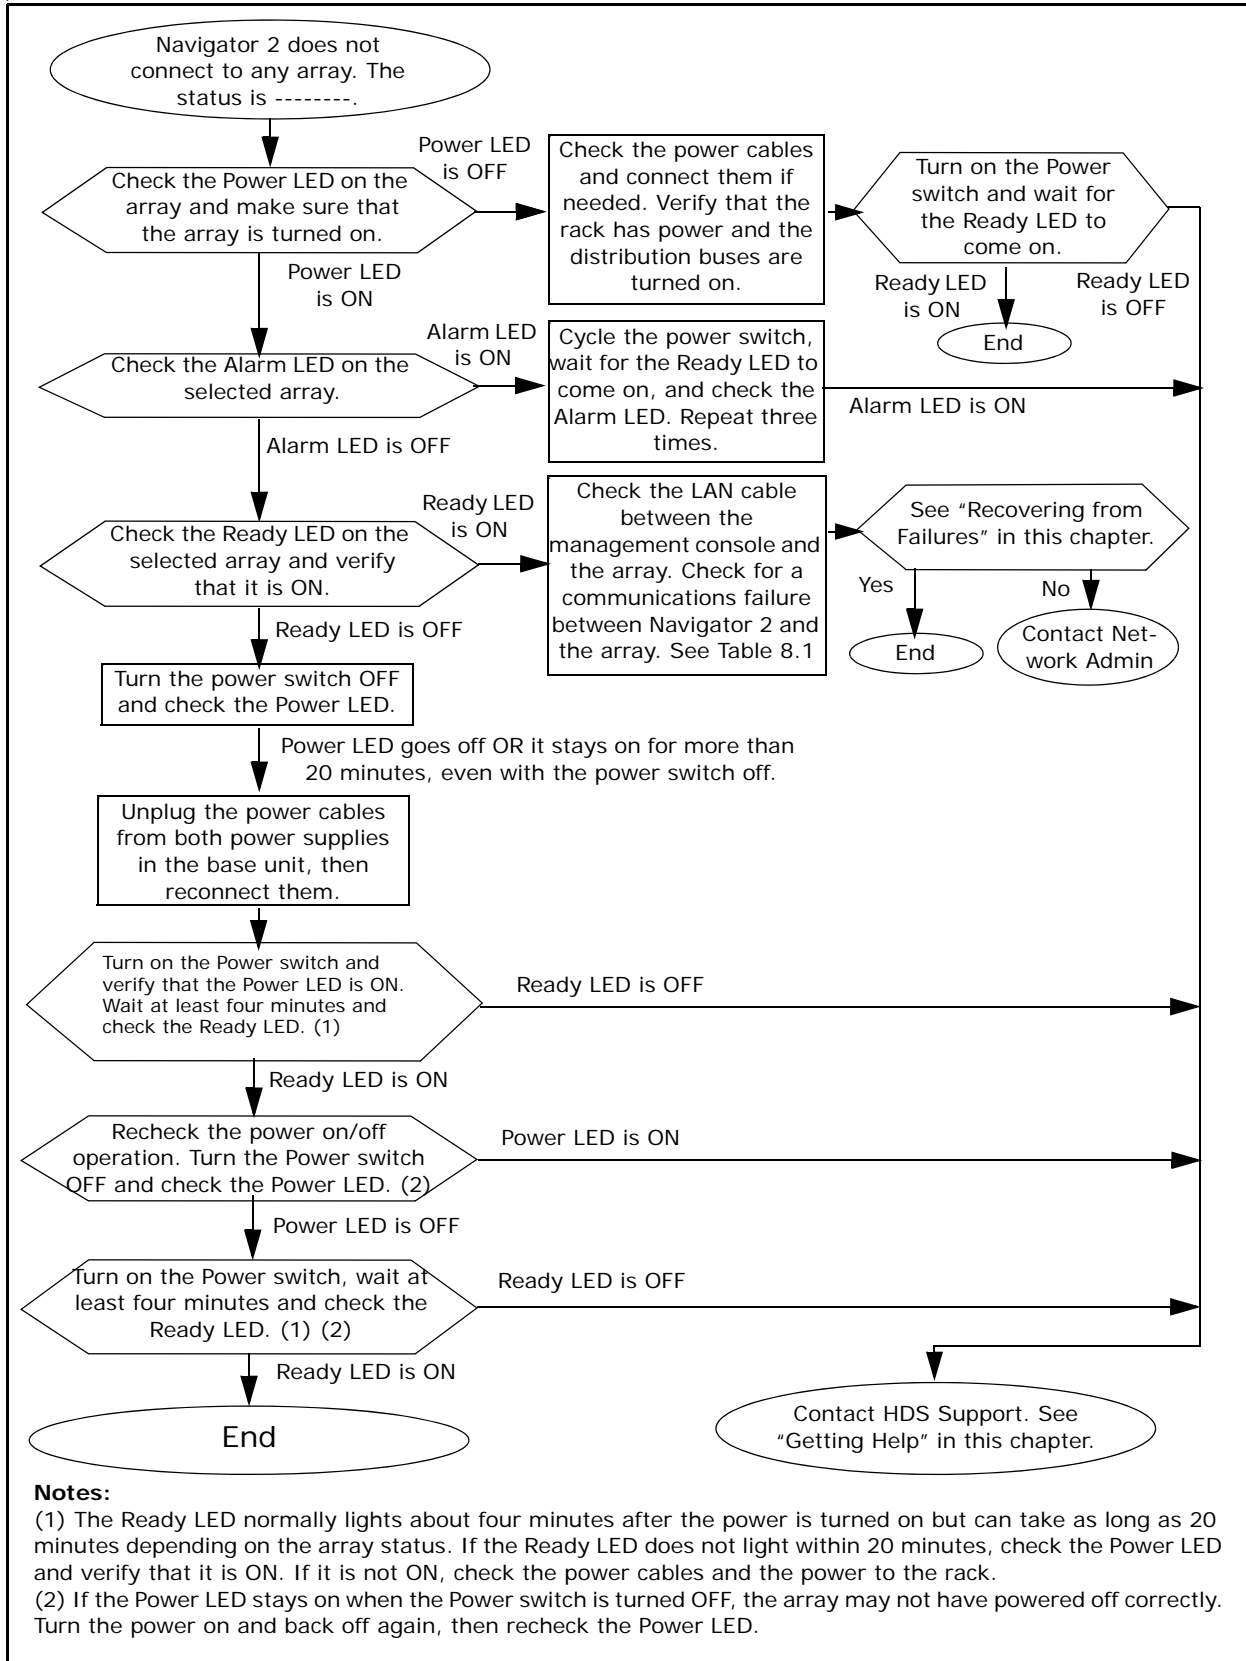 Navigator 2 does not
connect to any array. The
status is --------.
Power LED
is OFF
Check the Power LED on the
array and make sure that
the array is turned on.
Check the power cables
and connect them if
needed. Verify that the
rack has power and the
distribution buses are
turned on.
Turn on the Power
switch and wait for
the Ready LED to
come on.
Power LED
is ON
Ready LED
is ON
Ready LED
is OFF
End
Alarm LED
is ON
Check the Alarm LED on the
selected array.
Cycle the power switch,
wait for the Ready LED to
come on, and check the
Alarm LED. Repeat three
times.
Alarm LED is ON
Alarm LED is OFF
Ready LED
is ON
Check the Ready LED on the
selected array and verify
that it is ON.
Check the LAN cable
between the
management console and
the array. Check for a
communications failure
between Navigator 2 and
the array. See Table 8.1
See “Recovering from
Failures” in this chapter.
Yes
No
End
Contact Net-
work Admin
Ready LED is OFF
Turn the power switch OFF
and check the Power LED.
Power LED goes off OR it stays on for more than
20 minutes, even with the power switch off.
Unplug the power cables
from both power supplies
in the base unit, then
reconnect them.
Turn on the Power switch and
verify that the Power LED is ON.
Wait at least four minutes and
check the Ready LED. (1)
Ready LED is OFF
Ready LED is ON
Recheck the power on/off
operation. Turn the Power switch
OFF and check the Power LED. (2)
Power LED is ON
Power LED is OFF
Turn on the Power switch, wait at
least four minutes and check the
Ready LED. (1) (2)
Ready LED is OFF
Ready LED is ON
End
Contact HDS Support. See
“Getting Help” in this chapter.
Notes:
(1) The Ready LED normally lights about four minutes after the power is turned on but can take as long as 20
minutes depending on the array status. If the Ready LED does not light within 20 minutes, check the Power LED
and verify that it is ON. If it is not ON, check the power cables and the power to the rack.
(2) If the Power LED stays on when the Power switch is turned OFF, the array may not have powered off correctly.
Turn the power on and back off again, then recheck the Power LED.